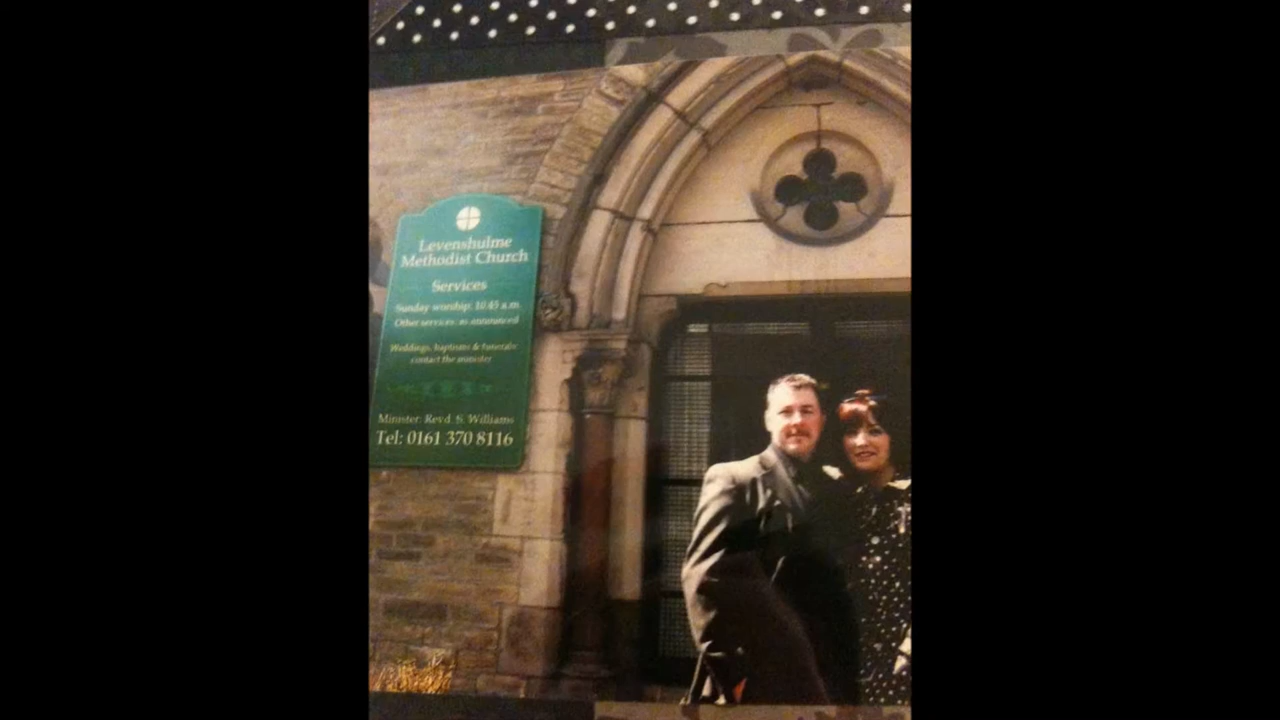 Levenshulme
Methodist Church
Services
Sunday worship: 10.45 a.m.
Other services: as announced
Weddings, baptisms & funerals:
contact the minister
Minister: Revd. S. Williams
Tel: 0161 370 8116